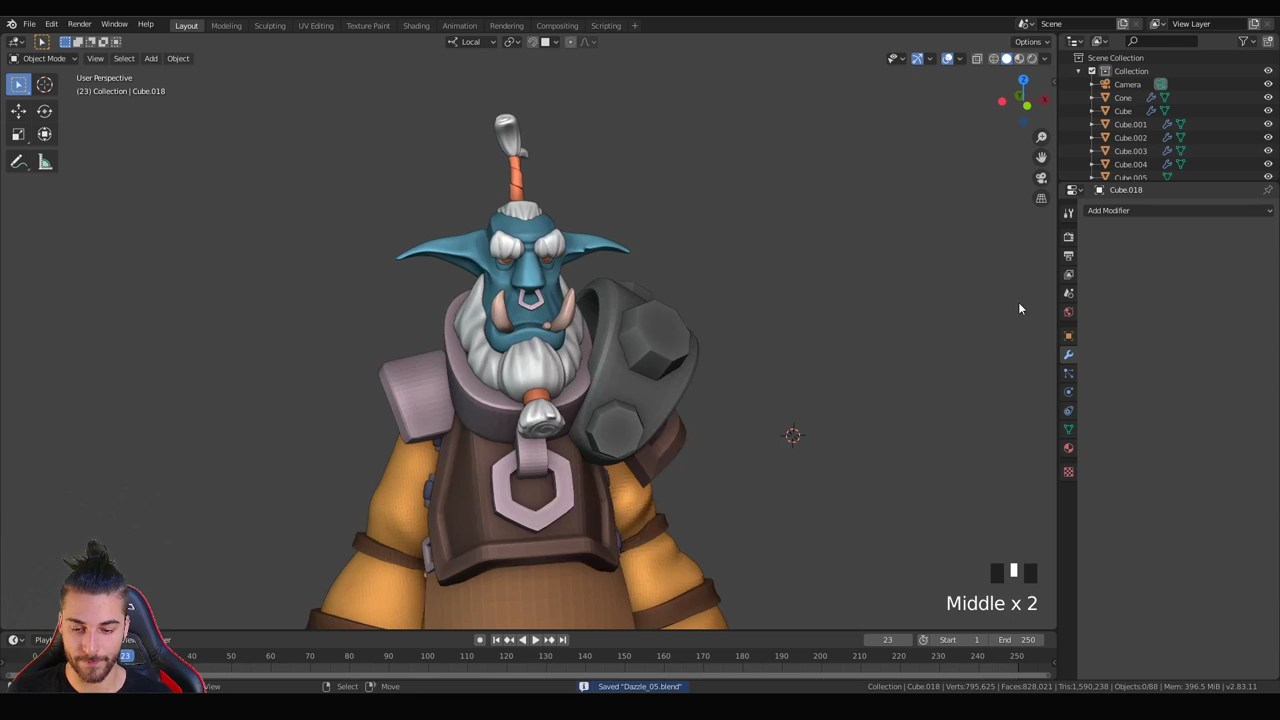 File Edit Render Window Help Layout Modeling Sculpting UV Editing Texture Paint Shading Animation Rendering Compositing Scripting Scene View Layer
Local Options
Object Mode View Select Add Object
User Perspective
(23) Collection | Cube.018
Scene Collection
Collection
Camera
Cone
Cube
Cube.001
Cube.002
Cube.003
Cube.004
Cube.005
Cube.018
Add Modifier
Middle x 2
23 Start 1 End 250
23 30 40 50 60 70 80 90 100 110 120 130 140 150 160 170 180 190 200 210 220 230 240 250
View Select Move Saved "Dazzle_05.blend" Collection | Cube.018 | Verts:795,625 | Faces:828,021 | Tris:1,590,238 | Objects:0/88 | Mem: 396.5 MiB | v2.83.11